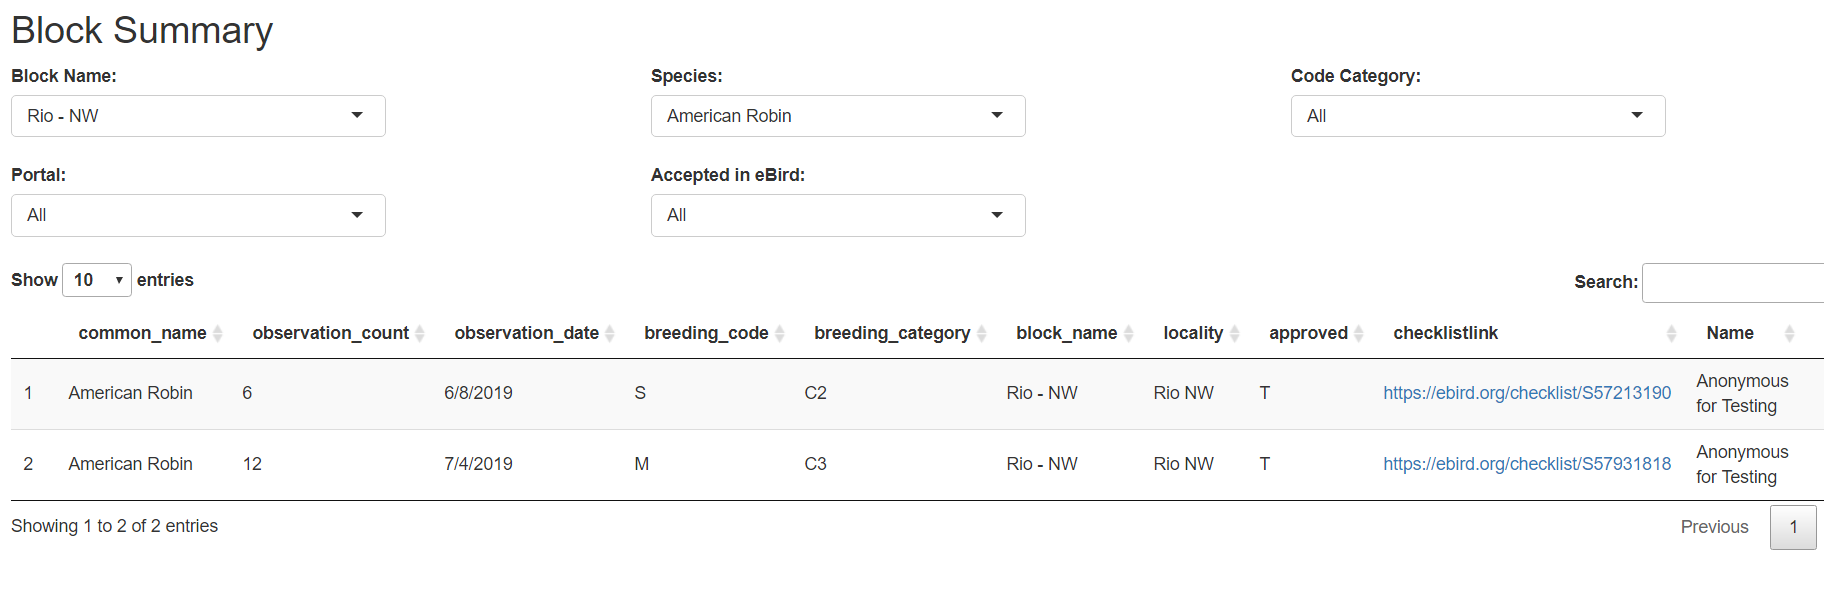 Block Summary
Block Name: Species: Code Category:
Rio - NW American Robin All
Portal: Accepted in eBird:
All All
Show 10 entries Search:
common_name observation_count observation_date breeding_code breeding_category block_name locality approved checklistlink Name
1 American Robin 6 6/8/2019 S C2 Rio - NW Rio NW T https://ebird.org/checklist/S57213190 Anonymous for Testing
2 American Robin 12 7/4/2019 M C3 Rio - NW Rio NW T https://ebird.org/checklist/S57931818 Anonymous for Testing
Showing 1 to 2 of 2 entries Previous 1